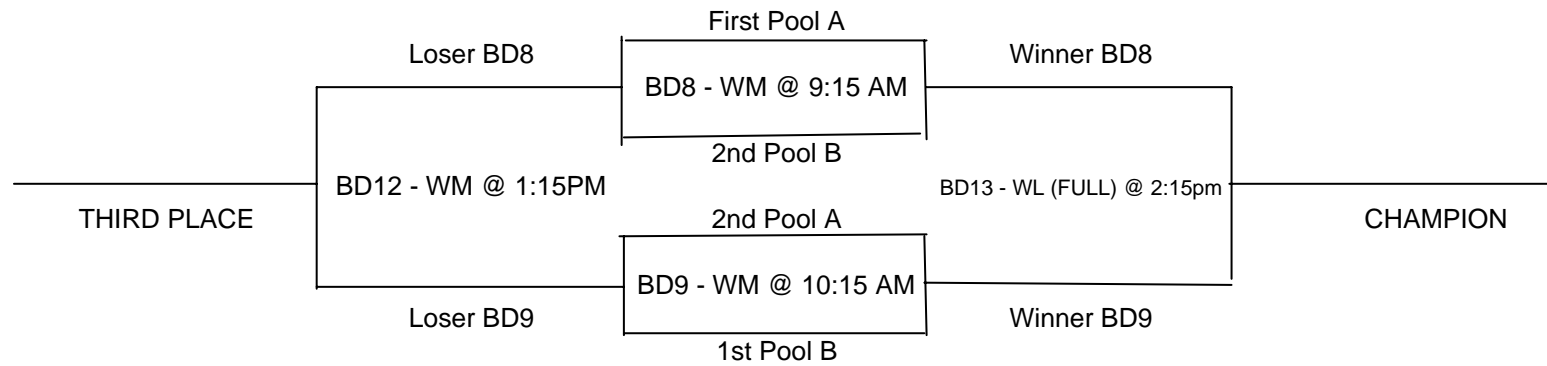 First Pool A
Loser BD8
Winner BD8
BD8 - WM @ 9:15 AM
2nd Pool B
BD12 - WM @ 1:15PM
BD13 - WL (FULL) @ 2:15pm
THIRD PLACE
2nd Pool A
CHAMPION
BD9 - WM @ 10:15 AM
Loser BD9
Winner BD9
1st Pool B